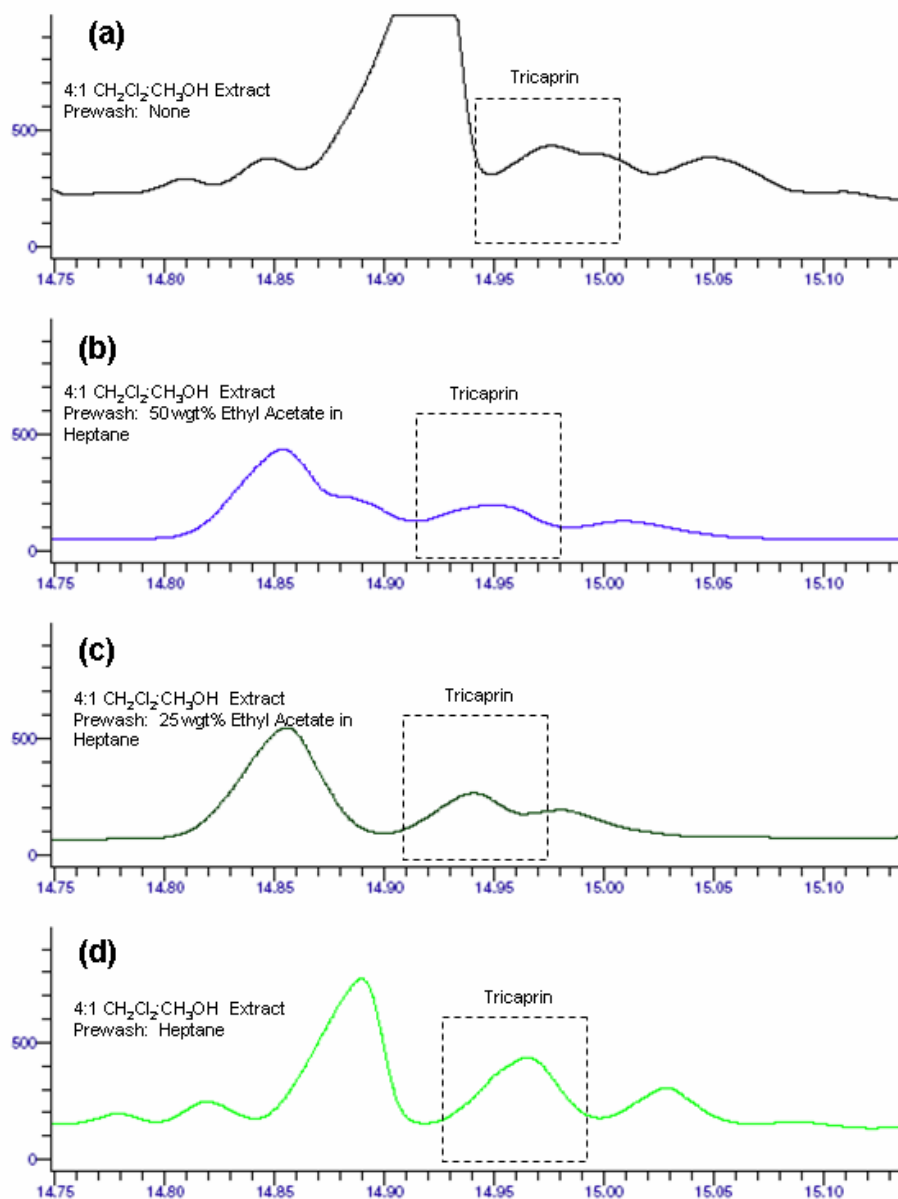 (a)
4:1 CH₂Cl₂:CH₃OH Extract
Prewash: None
Tricaprin
500
0
14.75 14.80 14.85 14.90 14.95 15.00 15.05 15.10
(b)
4:1 CH₂Cl₂:CH₃OH Extract
Prewash: 50 wgt% Ethyl Acetate in
Heptane
Tricaprin
500
0
14.75 14.80 14.85 14.90 14.95 15.00 15.05 15.10
(c)
4:1 CH₂Cl₂:CH₃OH Extract
Prewash: 25 wgt% Ethyl Acetate in
Heptane
Tricaprin
500
0
14.75 14.80 14.85 14.90 14.95 15.00 15.05 15.10
(d)
4:1 CH₂Cl₂:CH₃OH Extract
Prewash: Heptane
Tricaprin
500
0
14.75 14.80 14.85 14.90 14.95 15.00 15.05 15.10